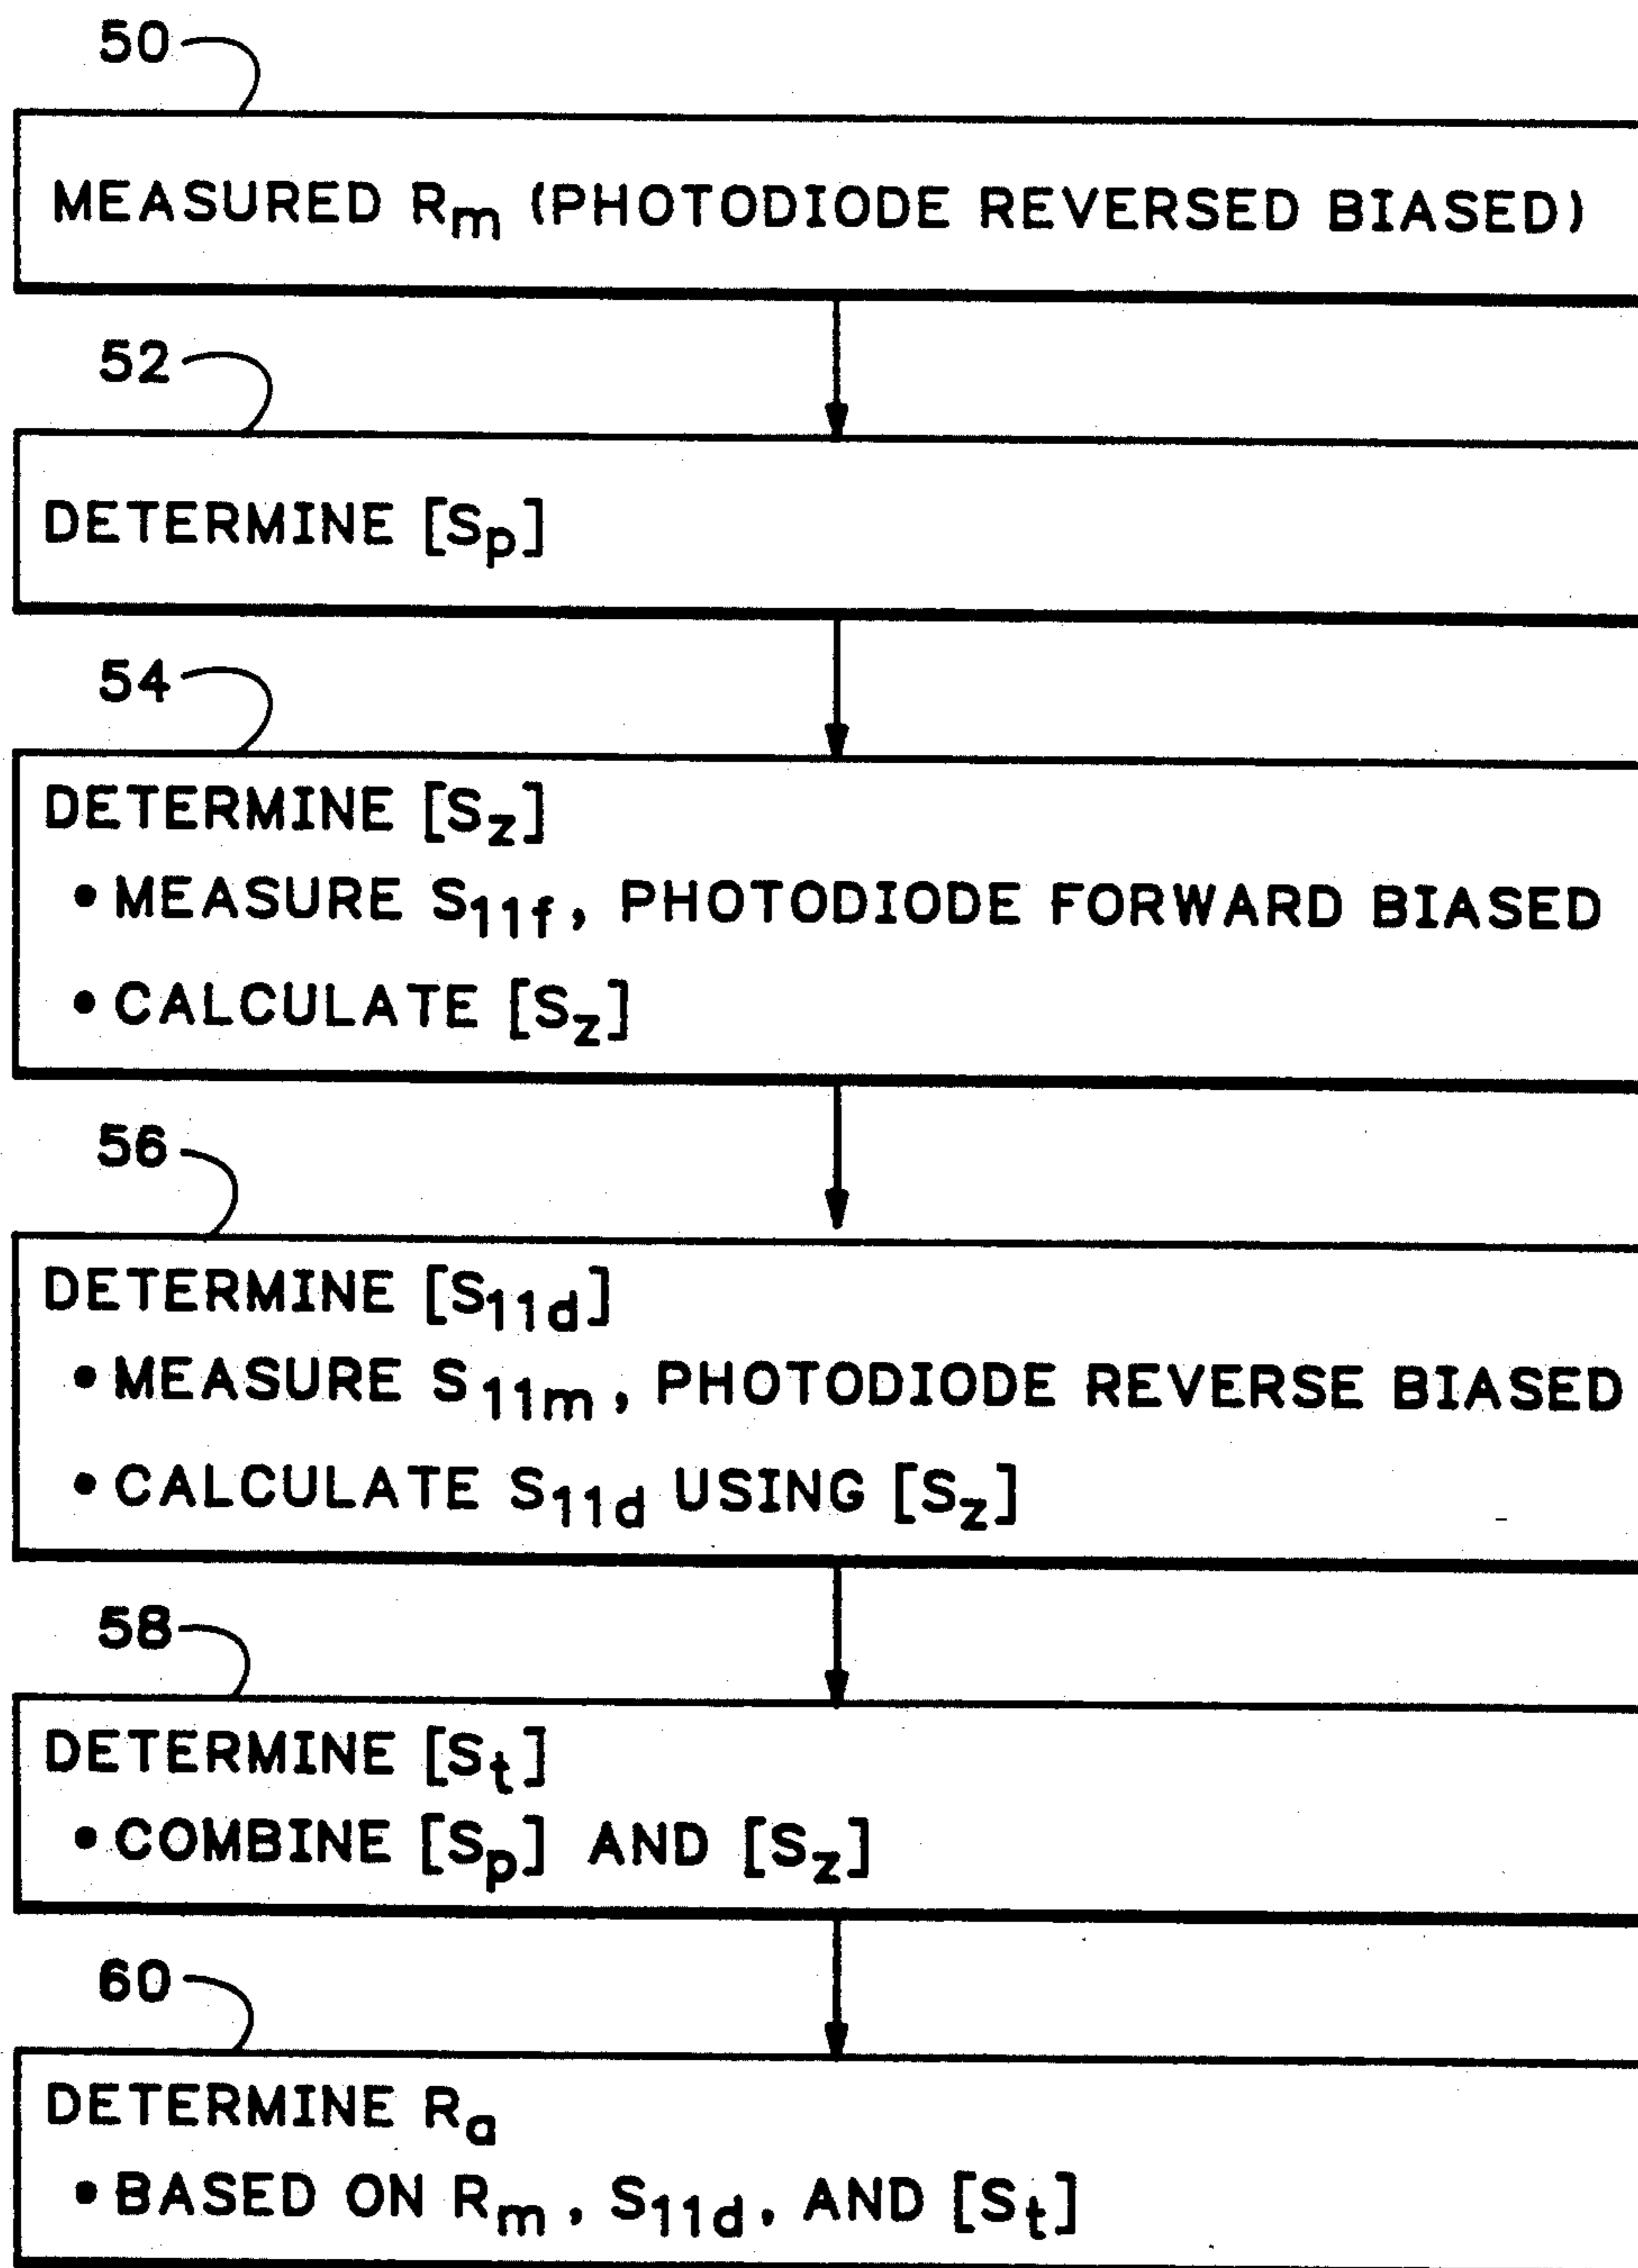 50
MEASURED Rm (PHOTODIODE REVERSED BIASED)
52
DETERMINE [Sp]
54
DETERMINE [Sz]
• MEASURE S11f, PHOTODIODE FORWARD BIASED
• CALCULATE [Sz]
56
DETERMINE [S11d]
• MEASURE S11m, PHOTODIODE REVERSE BIASED
• CALCULATE S11d USING [Sz]
58
DETERMINE [St]
• COMBINE [Sp] AND [Sz]
60
DETERMINE Ra
• BASED ON Rm, S11d, AND [St]